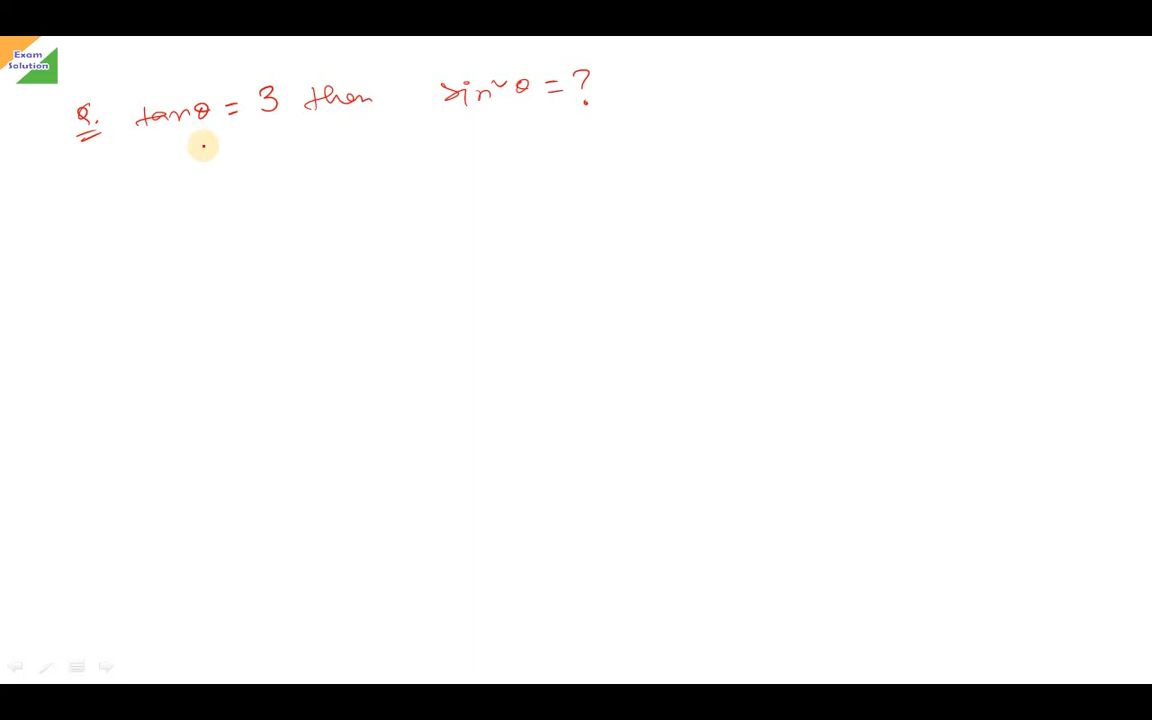 Exam
Solution
Q. tanθ = 3 then sin²θ = ?